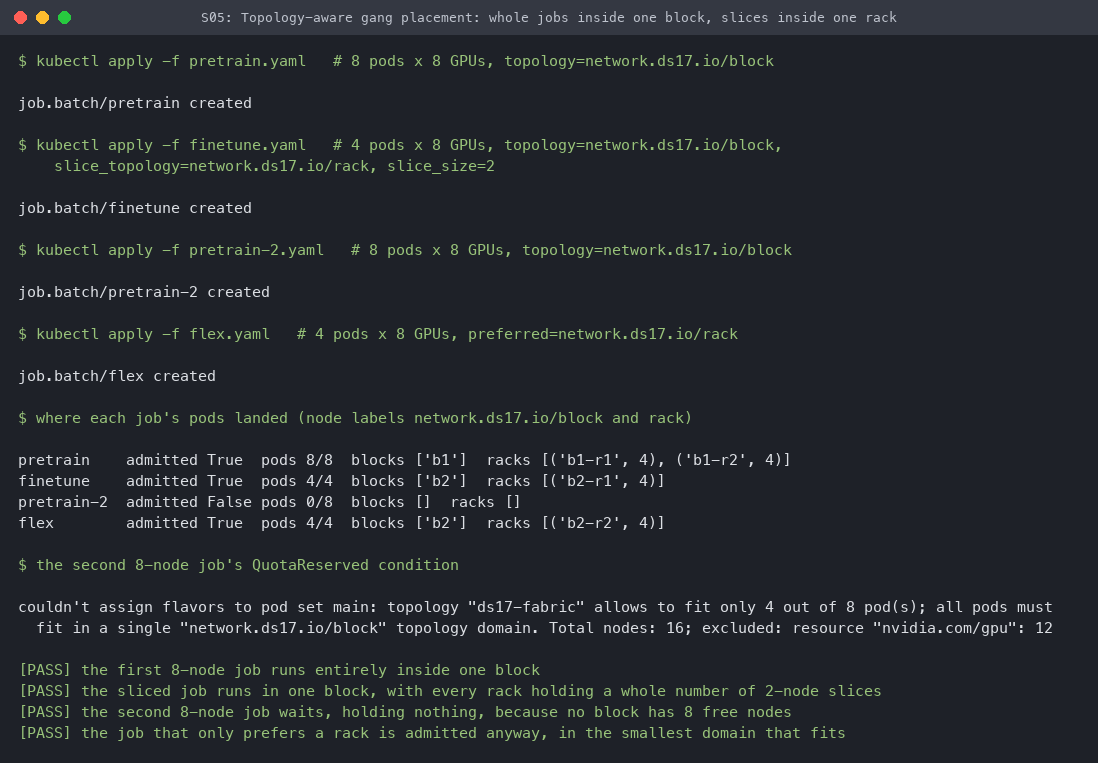 S05: Topology-aware gang placement: whole jobs inside one block, slices inside one rack
$ kubectl apply -f pretrain.yaml   # 8 pods x 8 GPUs, topology=network.ds17.io/block
job.batch/pretrain created
$ kubectl apply -f finetune.yaml   # 4 pods x 8 GPUs, topology=network.ds17.io/block,
    slice_topology=network.ds17.io/rack, slice_size=2
job.batch/finetune created
$ kubectl apply -f pretrain-2.yaml   # 8 pods x 8 GPUs, topology=network.ds17.io/block
job.batch/pretrain-2 created
$ kubectl apply -f flex.yaml   # 4 pods x 8 GPUs, preferred=network.ds17.io/rack
job.batch/flex created
$ where each job's pods landed (node labels network.ds17.io/block and rack)
pretrain    admitted True  pods 8/8  blocks ['b1']  racks [('b1-r1', 4), ('b1-r2', 4)]
finetune    admitted True  pods 4/4  blocks ['b2']  racks [('b2-r1', 4)]
pretrain-2  admitted False pods 0/8  blocks []  racks []
flex        admitted True  pods 4/4  blocks ['b2']  racks [('b2-r2', 4)]
$ the second 8-node job's QuotaReserved condition
couldn't assign flavors to pod set main: topology "ds17-fabric" allows to fit only 4 out of 8 pod(s); all pods must
  fit in a single "network.ds17.io/block" topology domain. Total nodes: 16; excluded: resource "nvidia.com/gpu": 12
[PASS] the first 8-node job runs entirely inside one block
[PASS] the sliced job runs in one block, with every rack holding a whole number of 2-node slices
[PASS] the second 8-node job waits, holding nothing, because no block has 8 free nodes
[PASS] the job that only prefers a rack is admitted anyway, in the smallest domain that fits